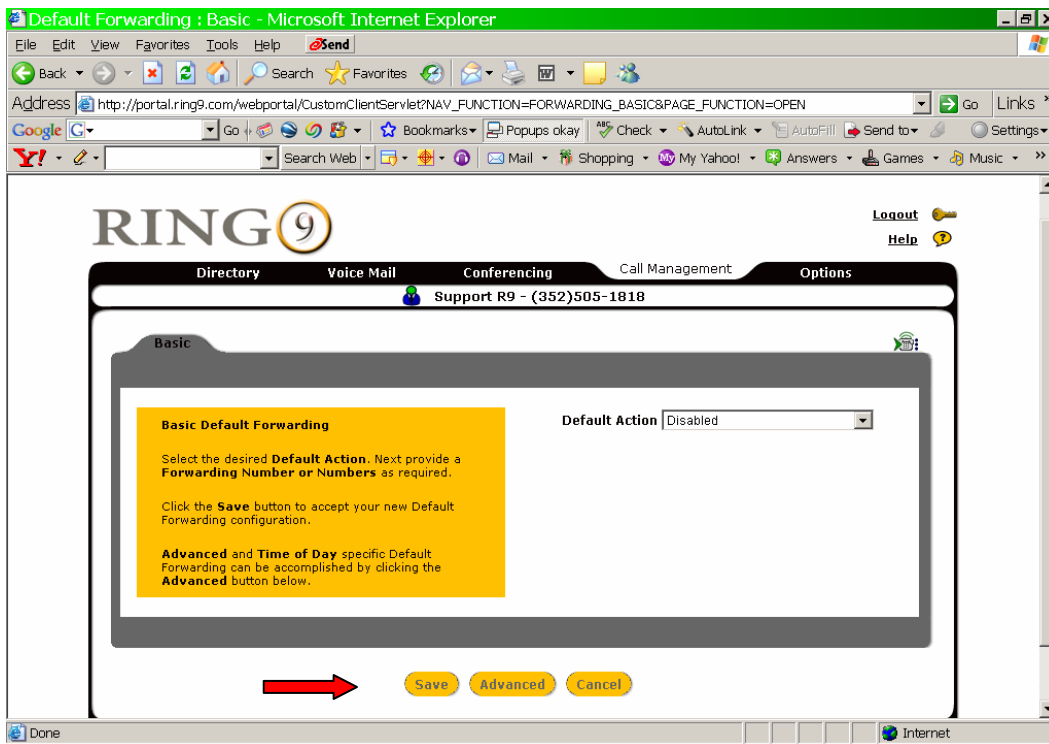 Default Forwarding : Basic - Microsoft Internet Explorer
File Edit View Favorites Tools Help Send
Back Search Favorites
Address http://portal.ring9.com/webportal/CustomClientServlet?NAV_FUNCTION=FORWARDING_BASIC&PAGE_FUNCTION=OPEN Go Links »
Google G Go Bookmarks Popups okay ABC Check AutoLink AutoFill Send to Settings
Y! Search Web Mail Shopping My My Yahoo! Answers Games Music »
RING 9
Logout
Help
Directory Voice Mail Conferencing Call Management Options
Support R9 - (352)505-1818
Basic
Basic Default Forwarding
Default Action Disabled
Select the desired Default Action. Next provide a
Forwarding Number or Numbers as required.
Click the Save button to accept your new Default
Forwarding configuration.
Advanced and Time of Day specific Default
Forwarding can be accomplished by clicking the
Advanced button below.
Save Advanced Cancel
Done Internet